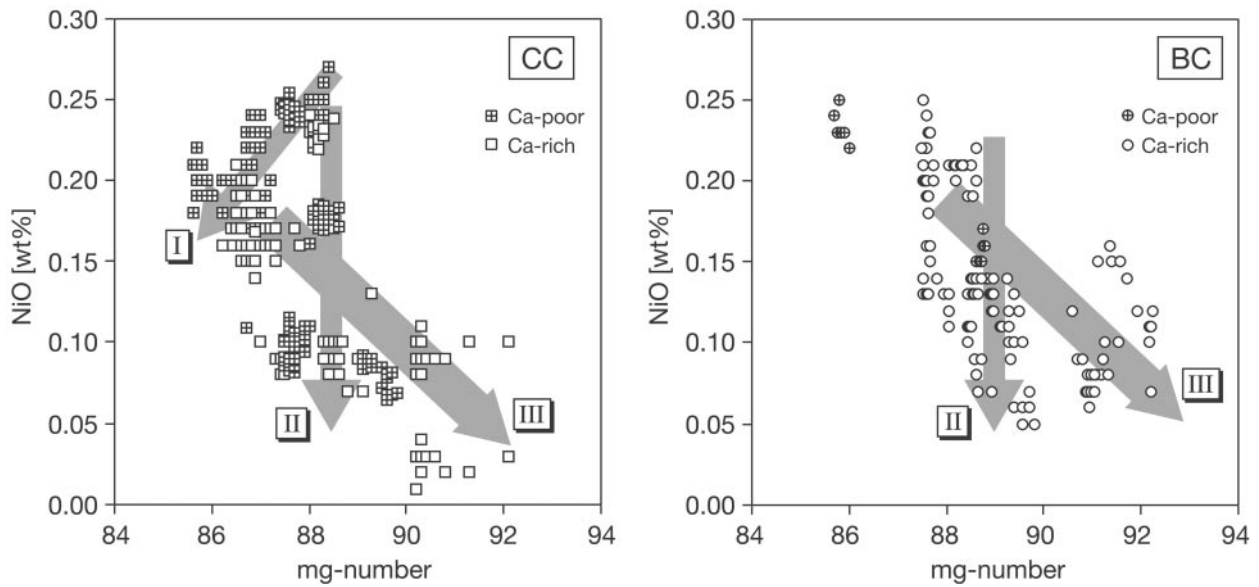 0.30
0.25
0.20
0.15
0.10
0.05
0.00
NiO [wt%]
84
86
88
90
92
94
mg-number
CC
Ca-poor
Ca-rich
I
II
III
0.30
0.25
0.20
0.15
0.10
0.05
0.00
NiO [wt%]
84
86
88
90
92
94
mg-number
BC
Ca-poor
Ca-rich
II
III